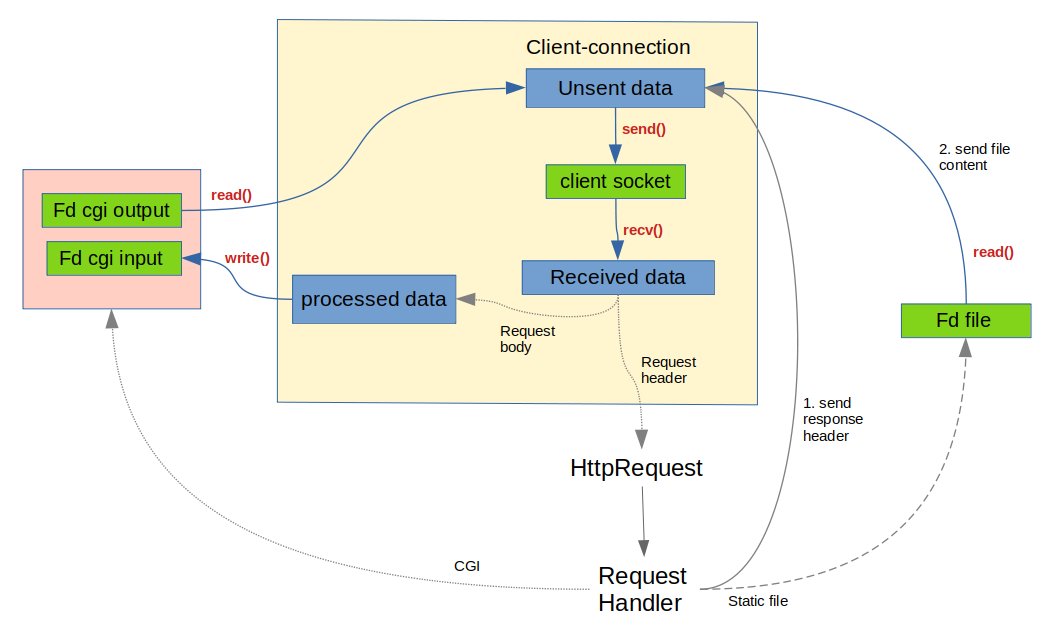 Client-connection
Unsent data
send()
2. send file
content
client socket
read()
Fd cgi output
recv()
read()
write()
Fd cgi input
Received data
processed data
Fd file
Request
body
Request
header
1. send
response
header
HttpRequest
CGI
Request
Handler
Static file